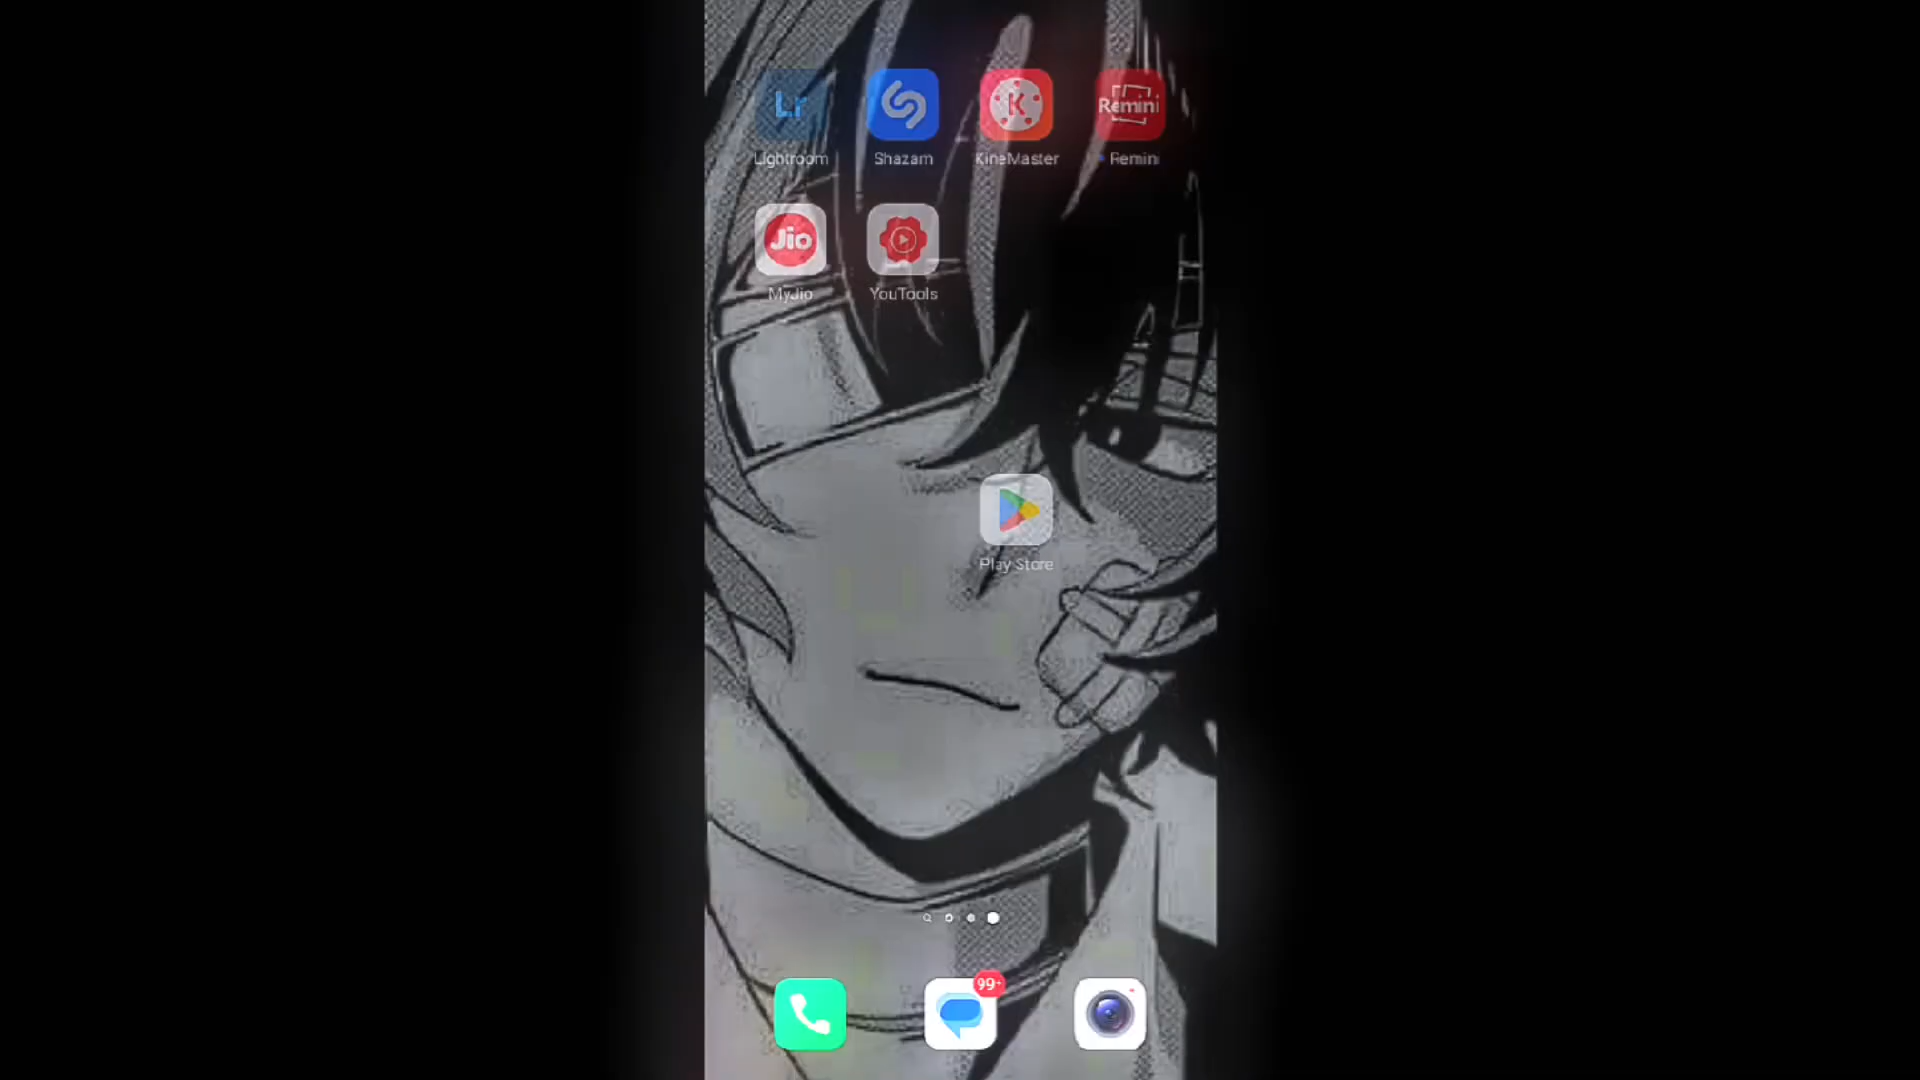 Lr
Remini
Lightroom Shazam KineMaster Remini
Jio
MyJio YouTools
Play Store
99+